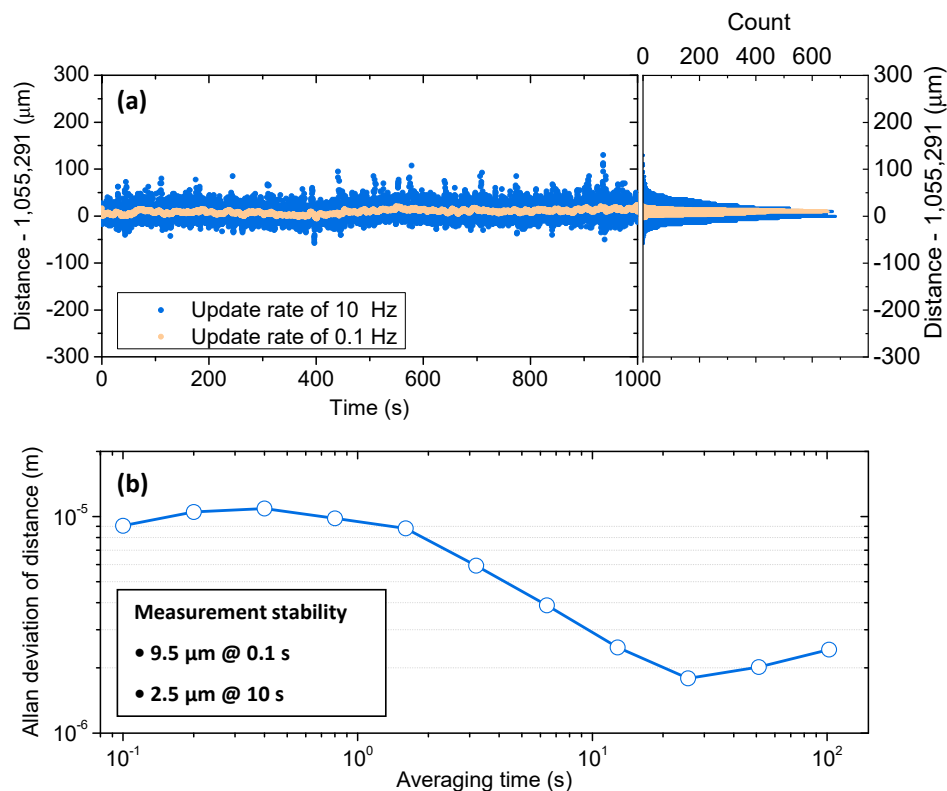 Count
0 200 400 600
300
200
100
0
-100
-200
-300
Distance - 1,055,291 (μm)
(a)
Update rate of 10  Hz
Update rate of 0.1 Hz
0 200 400 600 800 1000
Time (s)
300
200
100
0
-100
-200
-300
Distance - 1,055,291 (μm)
(b)
Allan deviation of distance (m)
10⁻⁵
10⁻⁶
Measurement stability
• 9.5 μm @ 0.1 s
• 2.5 μm @ 10 s
10⁻¹ 10⁰ 10¹ 10²
Averaging time (s)